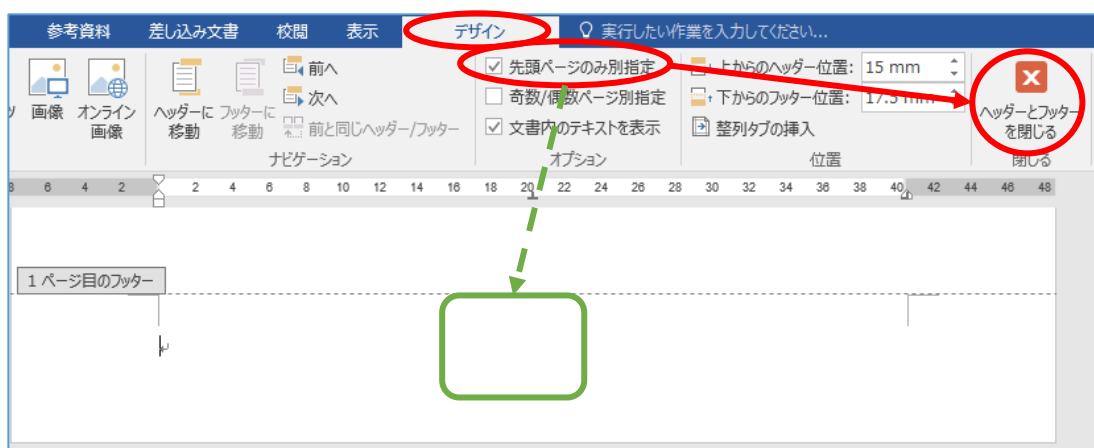 参考資料 差し込み文書 校閲 表示 デザイン 実行したい作業を入力してください...
画像 オンライン画像 ヘッダーに移動 フッターに移動
前へ
次へ
前と同じヘッダー/フッター
ナビゲーション
先頭ページのみ別指定
奇数/偶数ページ別指定
文書内のテキストを表示
オプション
上からのヘッダー位置: 15 mm
下からのフッター位置: 17.5 mm
整列タブの挿入
位置
ヘッダーとフッター
を閉じる
閉じる
8 6 4 2 2 4 6 8 10 12 14 16 18 20 22 24 26 28 30 32 34 36 38 40 42 44 46 48
1 ページ目のフッター